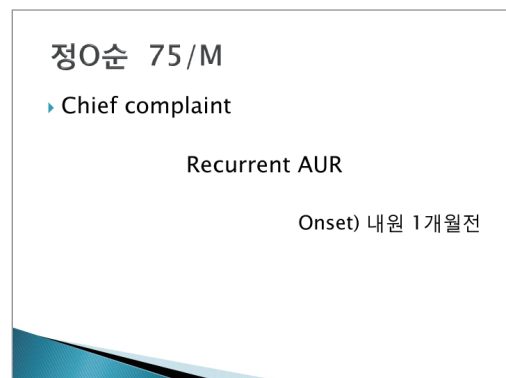 정O순 75/M
Chief complaint
Recurrent AUR
Onset) 내원 1개월전